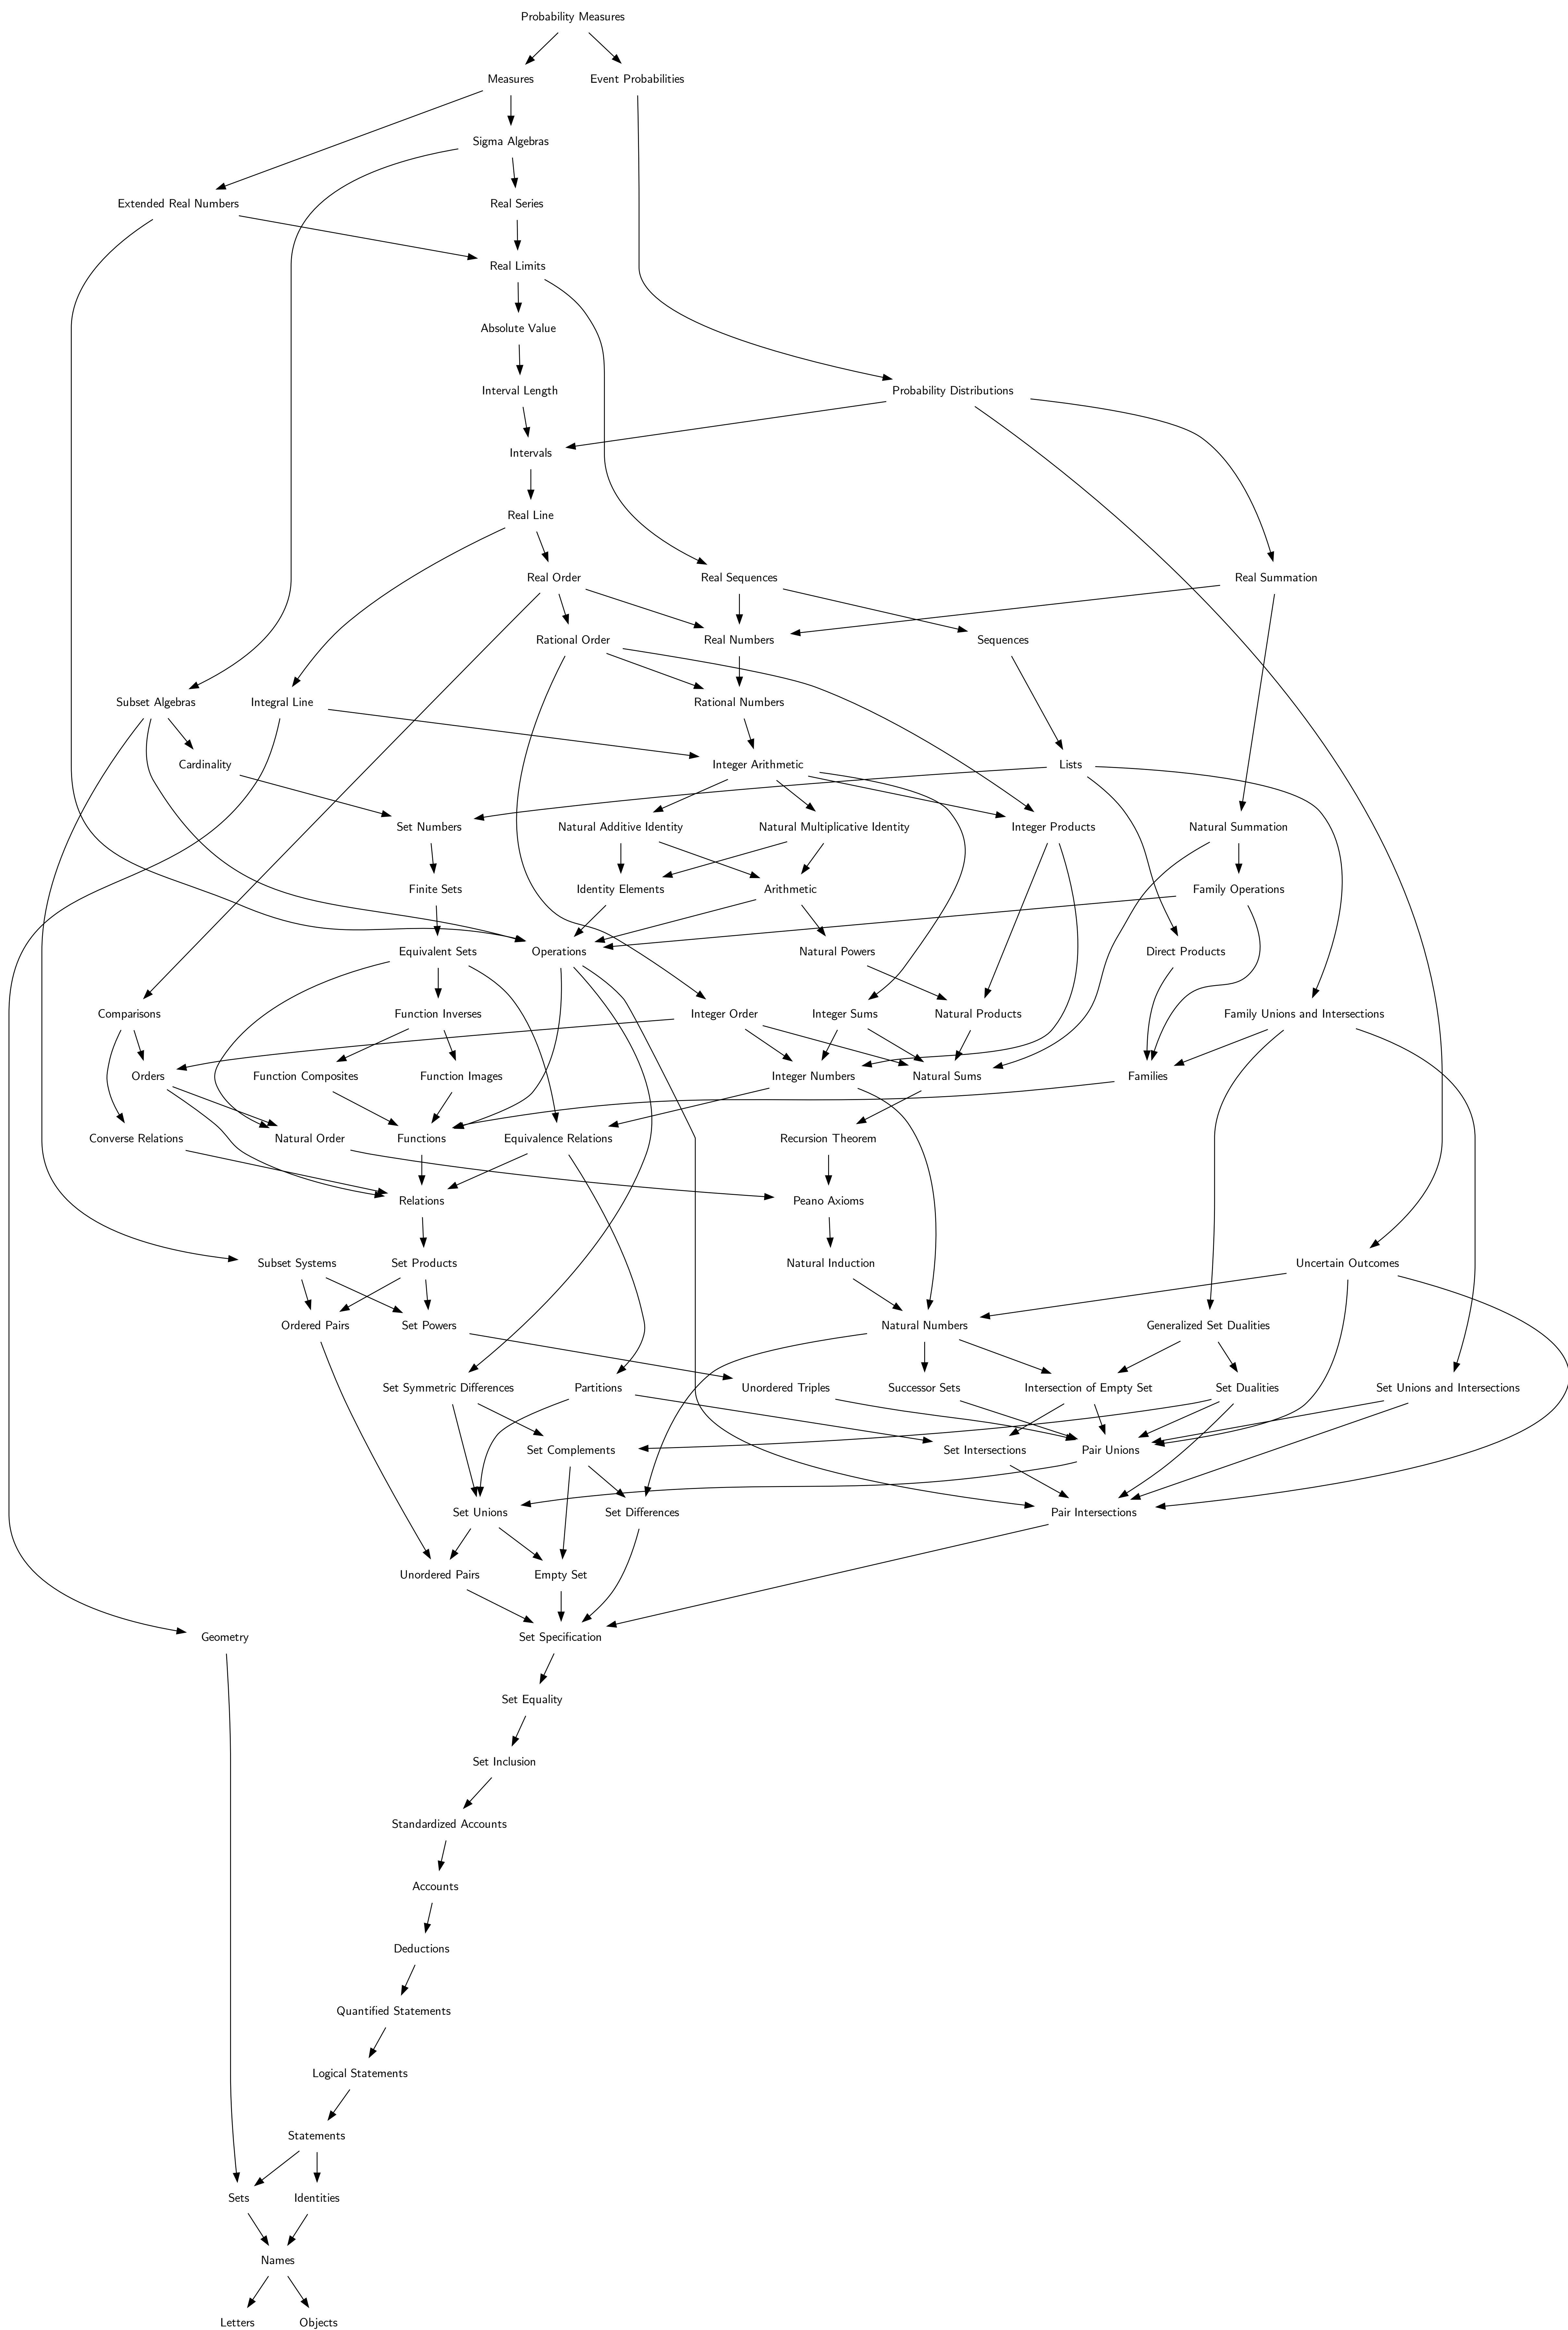 Probability Measures
Measures
Event Probabilities
Sigma Algebras
Extended Real Numbers
Real Series
Real Limits
Absolute Value
Interval Length
Probability Distributions
Intervals
Real Line
Real Order
Real Sequences
Real Summation
Rational Order
Real Numbers
Sequences
Subset Algebras
Integral Line
Rational Numbers
Cardinality
Integer Arithmetic
Lists
Set Numbers
Natural Additive Identity
Natural Multiplicative Identity
Integer Products
Natural Summation
Finite Sets
Identity Elements
Arithmetic
Family Operations
Equivalent Sets
Operations
Natural Powers
Direct Products
Comparisons
Function Inverses
Integer Order
Integer Sums
Natural Products
Family Unions and Intersections
Orders
Function Composites
Function Images
Integer Numbers
Natural Sums
Families
Converse Relations
Natural Order
Functions
Equivalence Relations
Recursion Theorem
Relations
Peano Axioms
Subset Systems
Set Products
Natural Induction
Uncertain Outcomes
Ordered Pairs
Set Powers
Natural Numbers
Generalized Set Dualities
Set Symmetric Differences
Partitions
Unordered Triples
Successor Sets
Intersection of Empty Set
Set Dualities
Set Unions and Intersections
Set Complements
Set Intersections
Pair Unions
Set Unions
Set Differences
Pair Intersections
Unordered Pairs
Empty Set
Geometry
Set Specification
Set Equality
Set Inclusion
Standardized Accounts
Accounts
Deductions
Quantified Statements
Logical Statements
Statements
Sets
Identities
Names
Letters
Objects